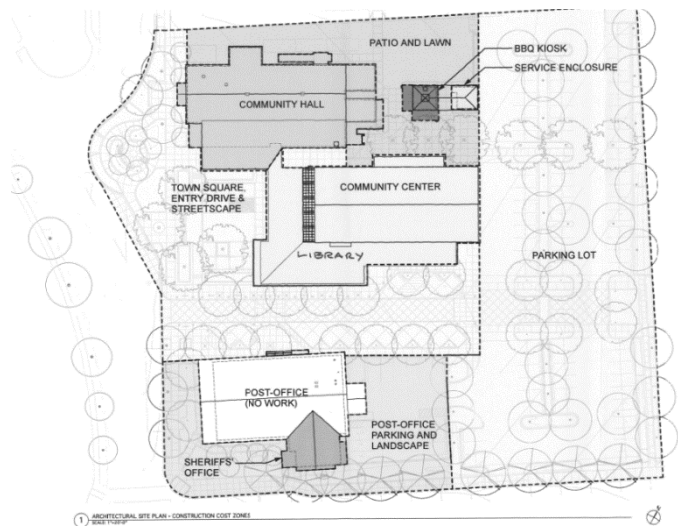 PATIO AND LAWN
BBQ KIOSK
SERVICE ENCLOSURE
COMMUNITY HALL
TOWN SQUARE,
ENTRY DRIVE &
STREETSCAPE
COMMUNITY CENTER
LIBRARY
PARKING LOT
POST-OFFICE
(NO WORK)
POST-OFFICE
PARKING AND
LANDSCAPE
SHERIFFS'
OFFICE
1 ARCHITECTURAL SITE PLAN - CONSTRUCTION COST ZONES